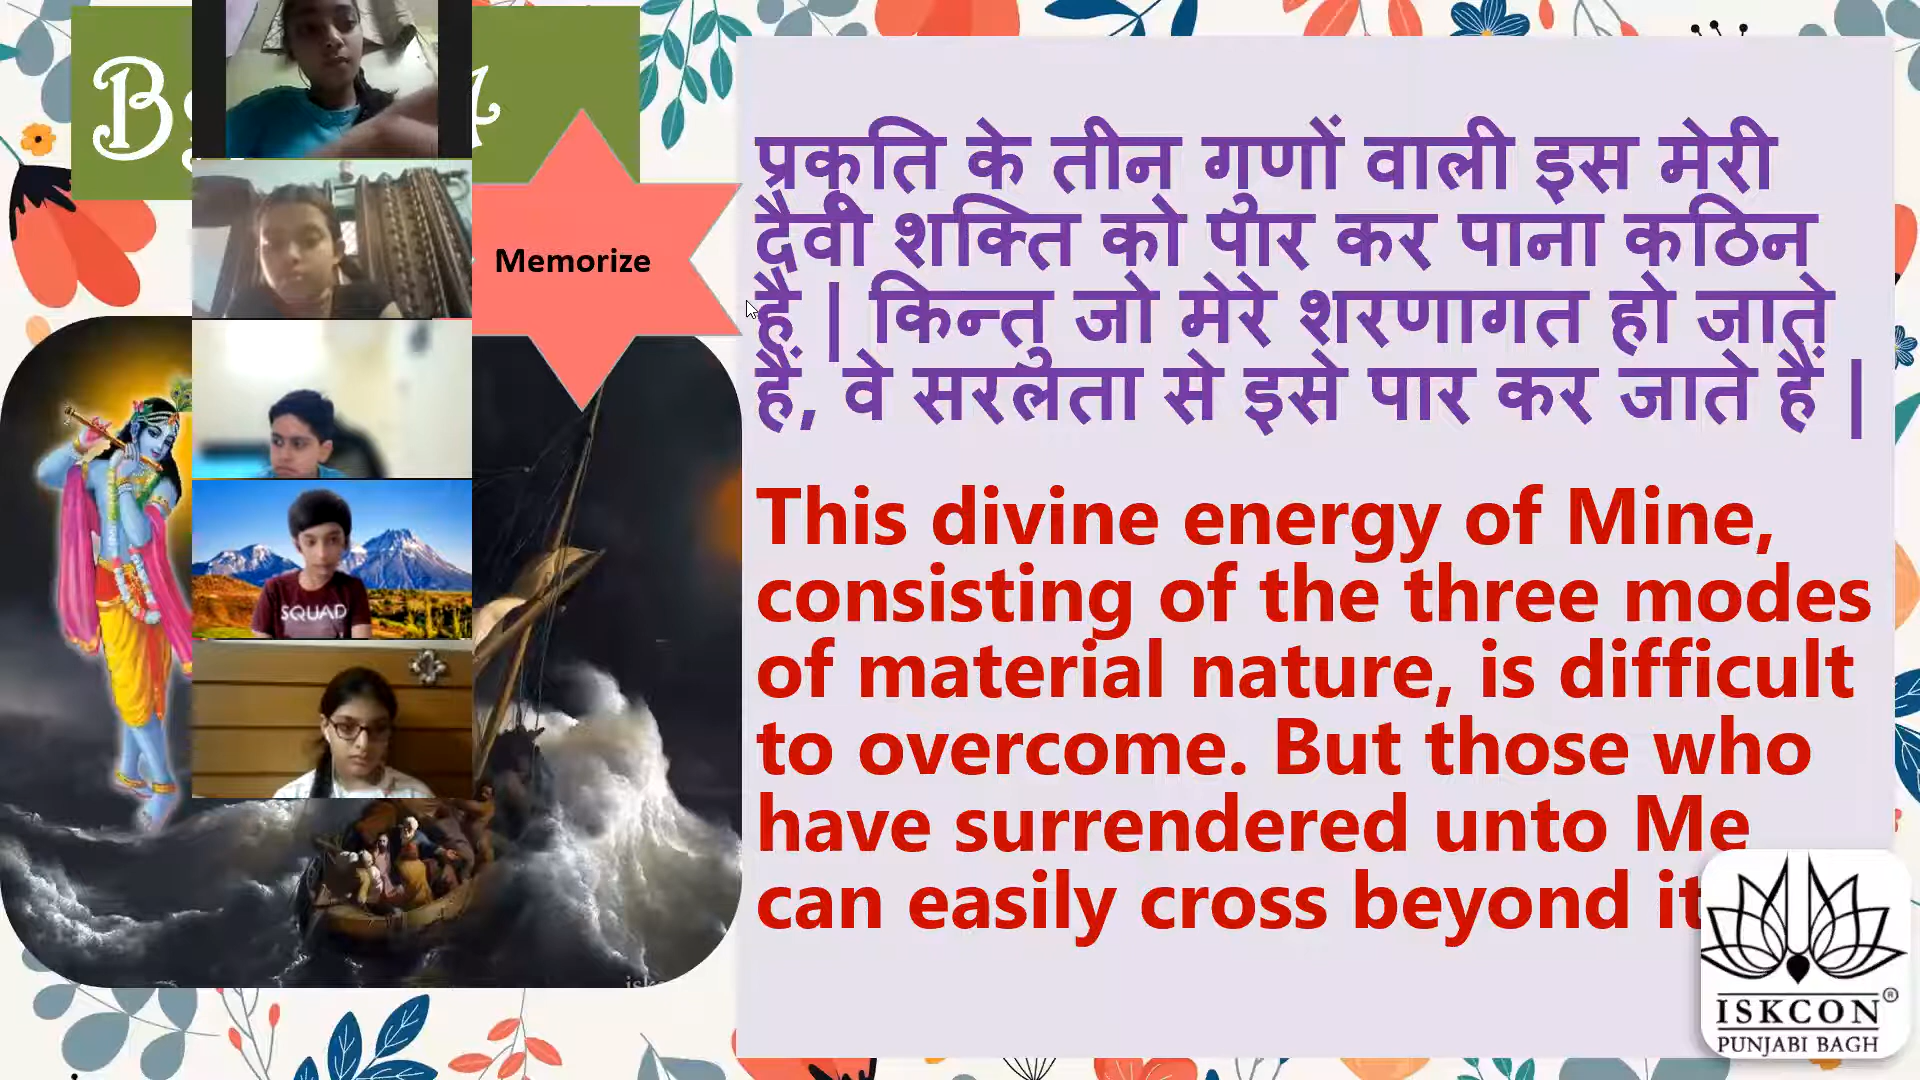 Memorize
प्रकृति के तीन गुणों वाली इस मेरी
दैवी शक्ति को पार कर पाना कठिन
है | किन्तु जो मेरे शरणागत हो जाते
हैं, वे सरलता से इसे पार कर जाते हैं |
This divine energy of Mine,
consisting of the three modes
of material nature, is difficult
to overcome. But those who
have surrendered unto Me
can easily cross beyond it
SQUAD
ISKCON®
PUNJABI BAGH